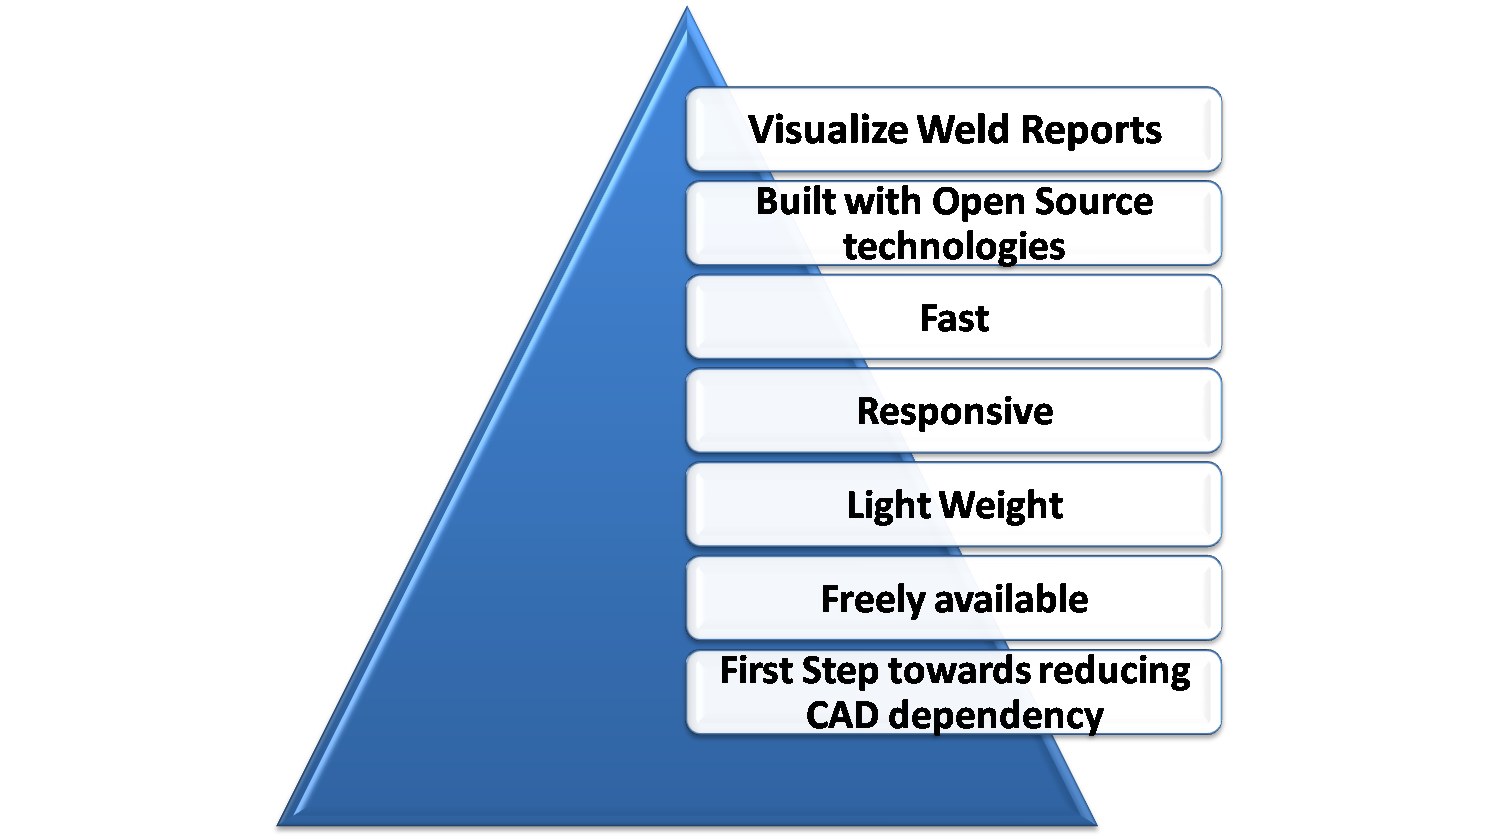 Visualize Weld Reports
Built with Open Source
technologies
Fast
Responsive
Light Weight
Freely available
First Step towards reducing
CAD dependency